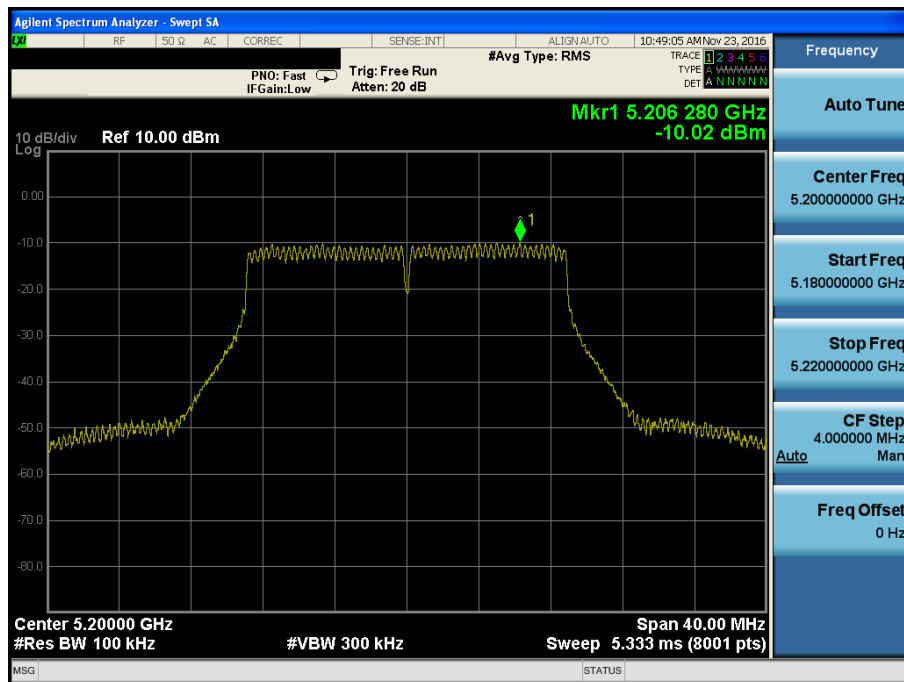 Agilent Spectrum Analyzer - Swept SA
LXI RF 50 Ω AC CORREC SENSE:INT ALIGN AUTO 10:49:05 AM Nov 23, 2016
#Avg Type: RMS TRACE 1 2 3 4 5 6
PNO: Fast Trig: Free Run TYPE A WWWWW
IFGain:Low Atten: 20 dB DET A N N N N N
Mkr1 5.206 280 GHz
10 dB/div Ref 10.00 dBm -10.02 dBm
Log
0.00
1
-10.0
-20.0
-30.0
-40.0
-50.0
-60.0
-70.0
-80.0
Center 5.20000 GHz Span 40.00 MHz
#Res BW 100 kHz #VBW 300 kHz Sweep 5.333 ms (8001 pts)
MSG STATUS
Frequency
Auto Tune
Center Freq
5.200000000 GHz
Start Freq
5.180000000 GHz
Stop Freq
5.220000000 GHz
CF Step
4.000000 MHz
Auto Man
Freq Offset
0 Hz